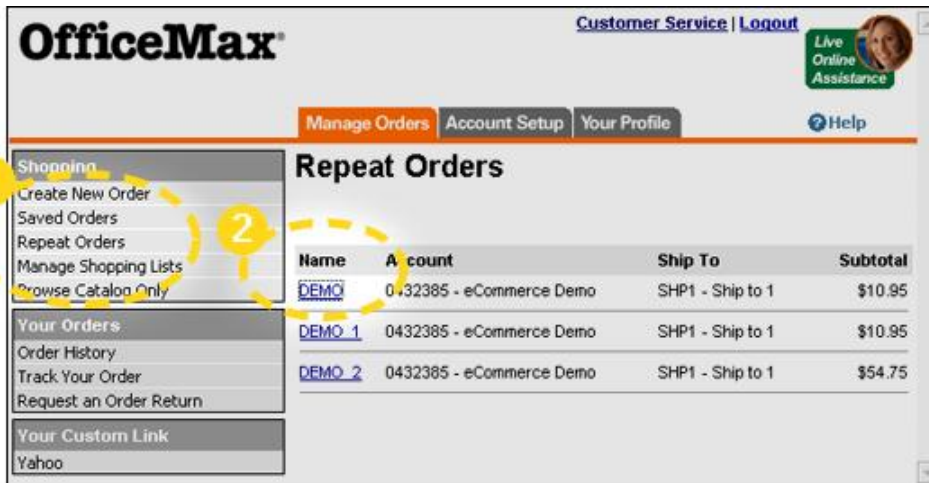 OfficeMax
Customer Service | Logout
Live
Online
Assistance
Manage Orders Account Setup Your Profile
?Help
Shopping
Create New Order
Saved Orders
Repeat Orders
Manage Shopping Lists
Browse Catalog Only
Your Orders
Order History
Track Your Order
Request an Order Return
Your Custom Link
Yahoo
Repeat Orders
2
Name Account Ship To Subtotal
DEMO 0432385 - eCommerce Demo SHP1 - Ship to 1 $10.95
DEMO 1 0432385 - eCommerce Demo SHP1 - Ship to 1 $10.95
DEMO 2 0432385 - eCommerce Demo SHP1 - Ship to 1 $54.75